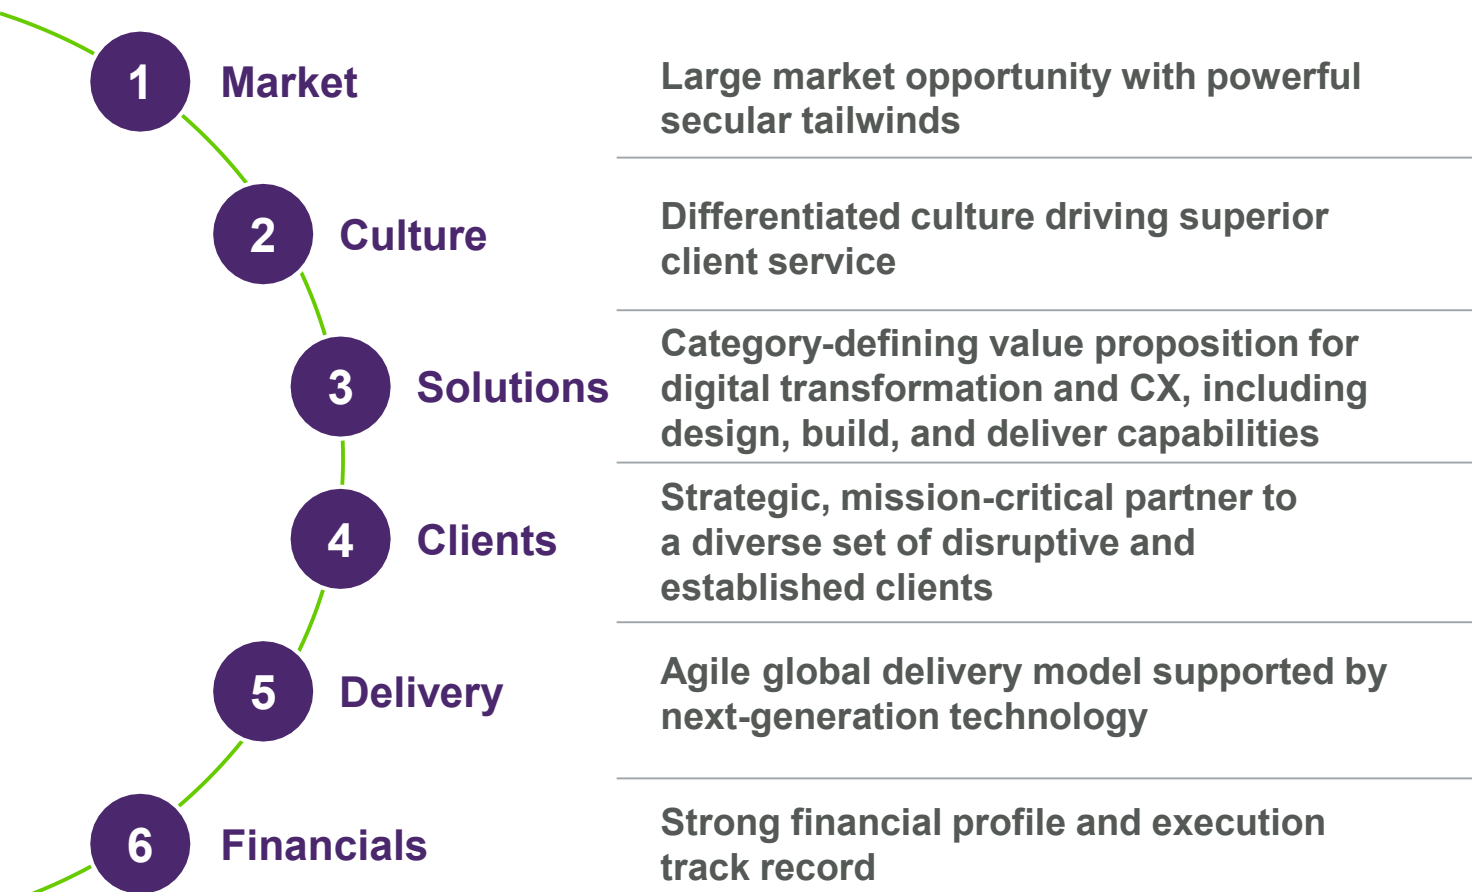 1
Market
Large market opportunity with powerful
secular tailwinds
2
Culture
Differentiated culture driving superior
client service
3
Solutions
Category-defining value proposition for
digital transformation and CX, including
design, build, and deliver capabilities
4
Clients
Strategic, mission-critical partner to
a diverse set of disruptive and
established clients
5
Delivery
Agile global delivery model supported by
next-generation technology
6
Financials
Strong financial profile and execution
track record